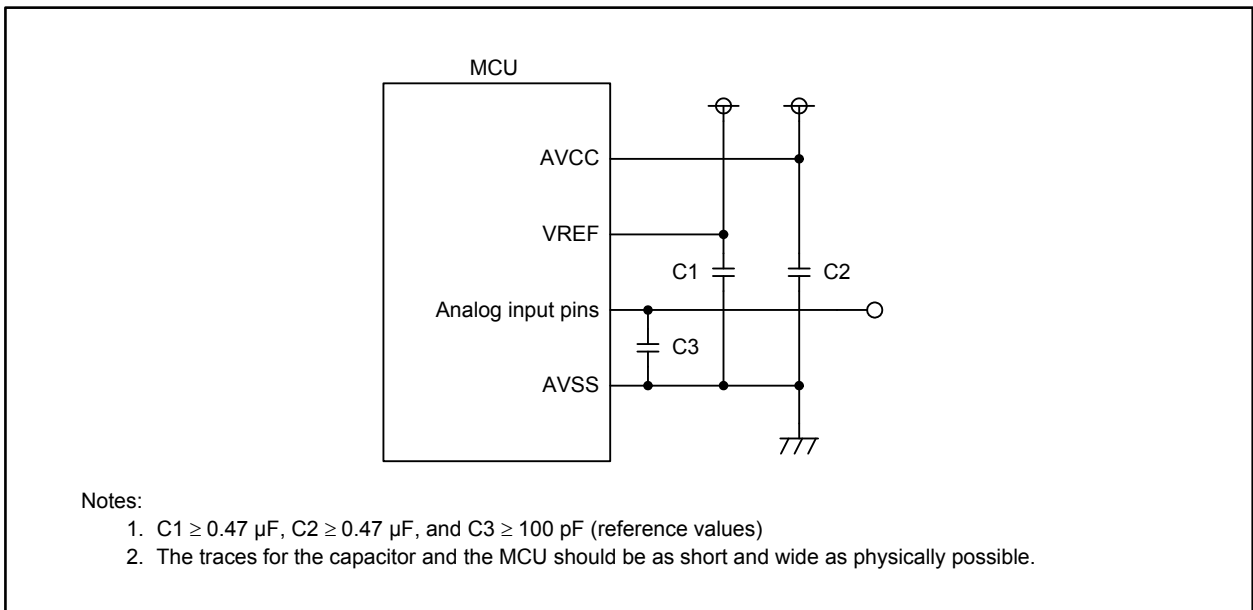 MCU
AVCC
VREF
C1
C2
Analog input pins
C3
AVSS
Notes:
1. C1 ≥ 0.47 µF, C2 ≥ 0.47 µF, and C3 ≥ 100 pF (reference values)
2. The traces for the capacitor and the MCU should be as short and wide as physically possible.